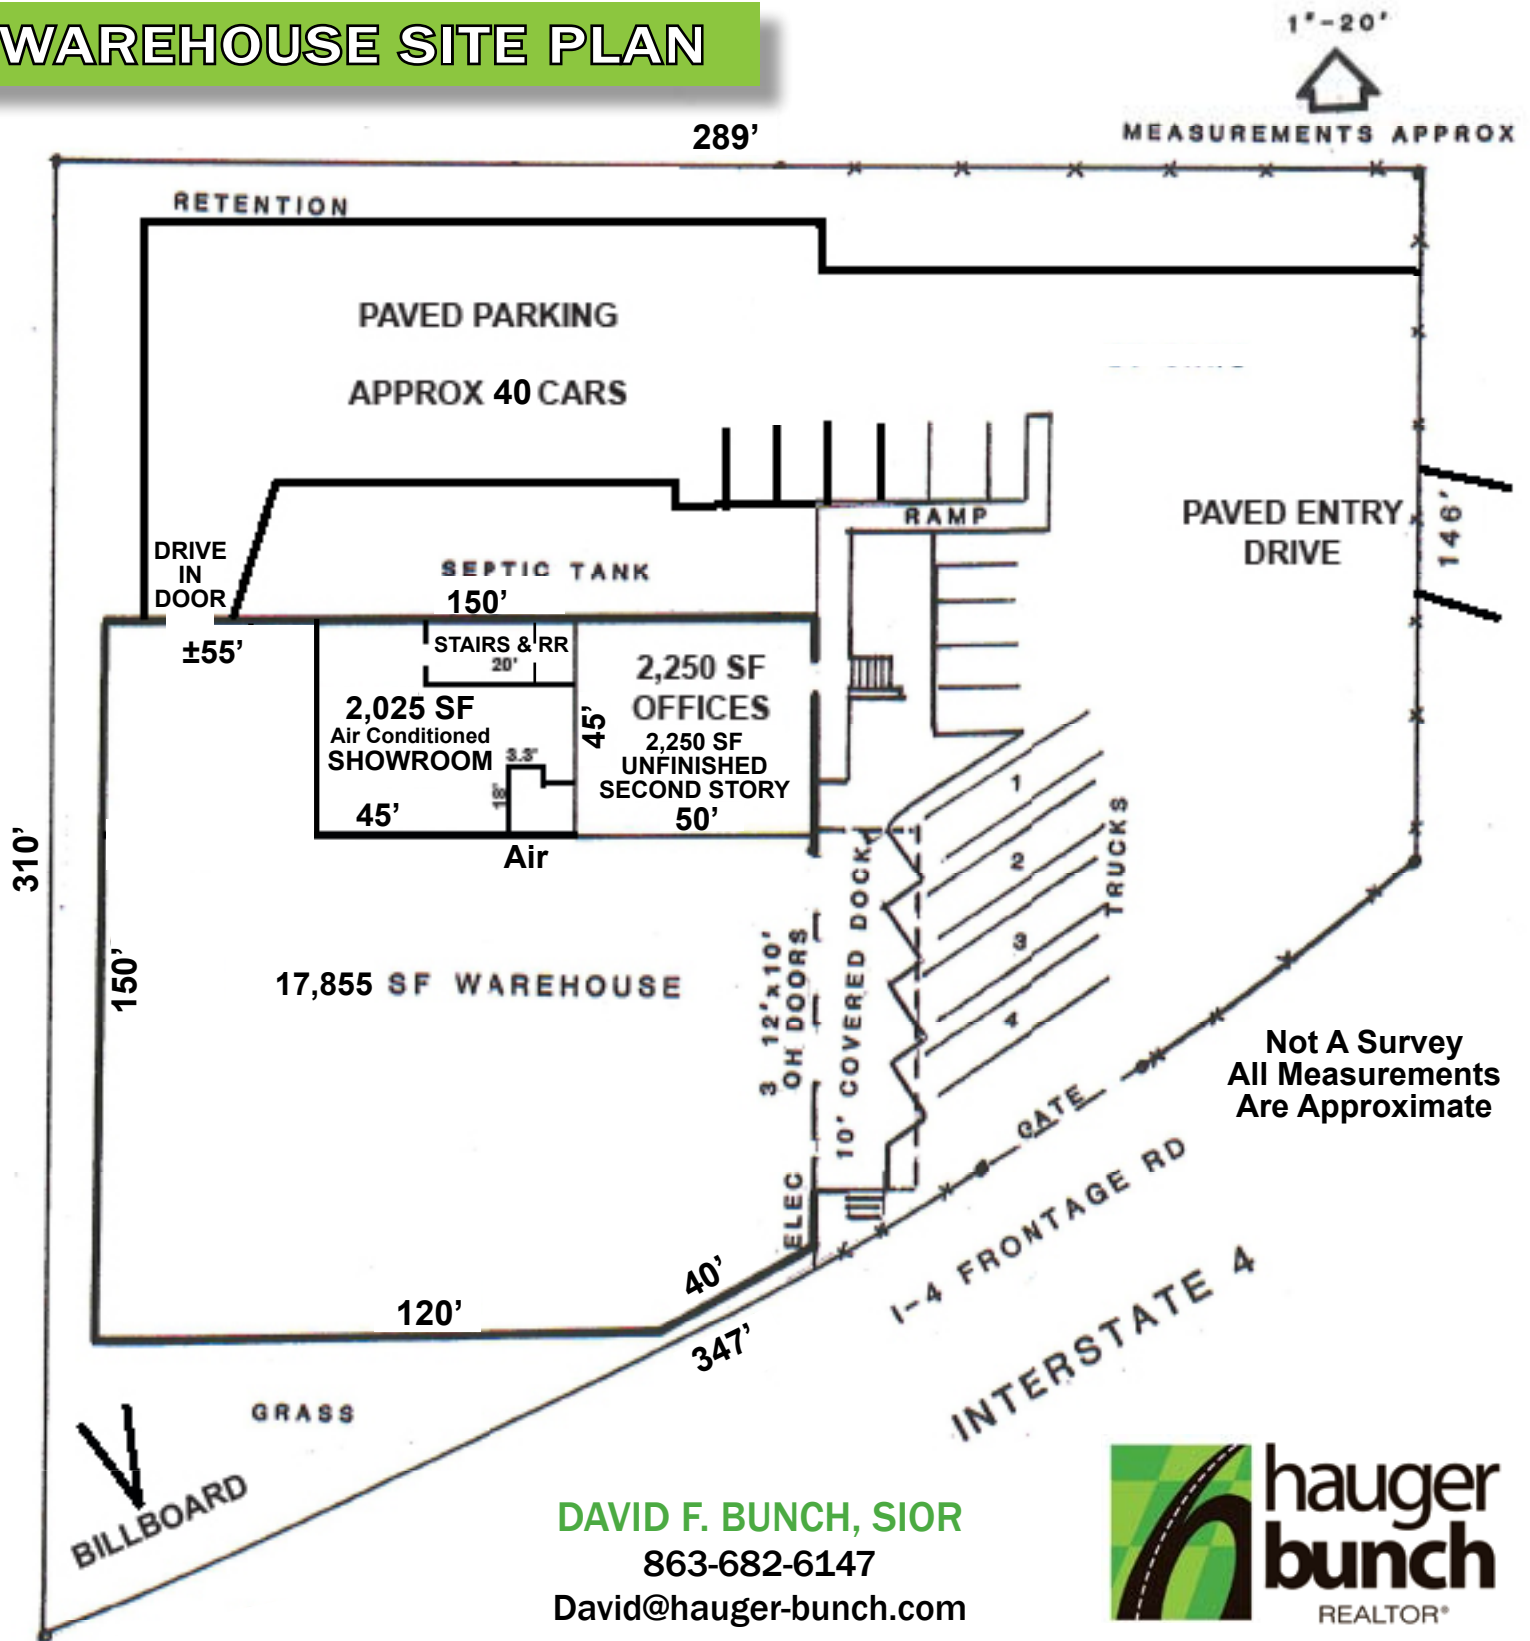 WAREHOUSE SITE PLAN
1"-20'
MEASUREMENTS APPROX
289'
RETENTION
PAVED PARKING
APPROX 40 CARS
RAMP
PAVED ENTRY
DRIVE
146'
DRIVE
IN
DOOR
SEPTIC TANK
150'
±55'
STAIRS & RR
20'
2,250 SF
OFFICES
2,250 SF
UNFINISHED
SECOND STORY
50'
45'
2,025 SF
Air Conditioned
SHOWROOM
3.3'
18'
45'
Air
310'
150'
17,855 SF WAREHOUSE
3 12'x10'
OH DOORS
10' COVERED DOCK
ELEC
1
2
3
4
TRUCKS
Not A Survey
All Measurements
Are Approximate
GATE
I-4 FRONTAGE RD
INTERSTATE 4
120'
40'
347'
GRASS
BILLBOARD
DAVID F. BUNCH, SIOR
863-682-6147
David@hauger-bunch.com
hauger
bunch
REALTOR®